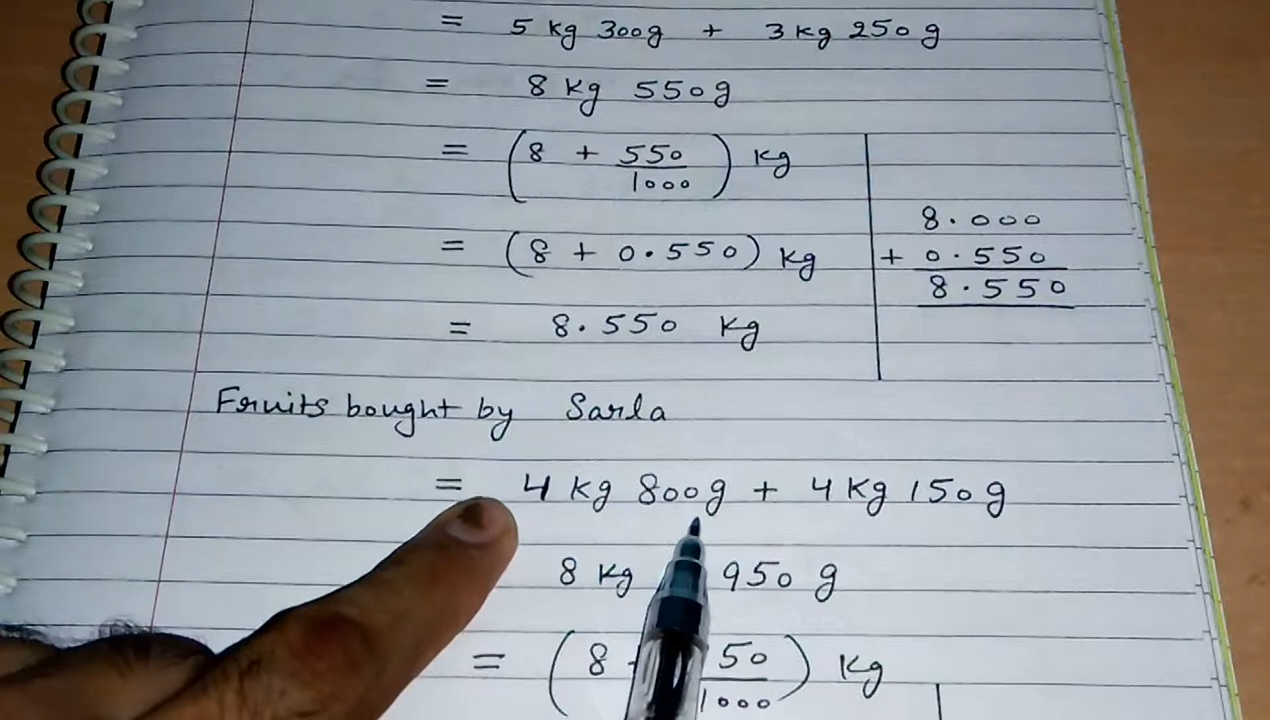 = 5 kg 300g + 3 kg 250 g
= 8 kg 550g
= (8 + 550/1000) kg
= (8 + 0.550) kg
= 8.550 kg
8.000
+ 0.550
8.550
Fruits bought by Sarla
= 4 kg 800g + 4 kg 150 g
8 kg 950 g
= (8 50/1000) kg